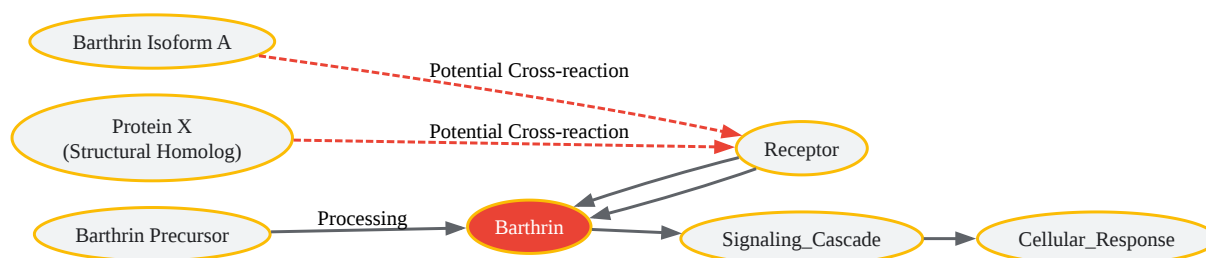 Barthrin Isoform A
Potential Cross-reaction
Protein X
(Structural Homolog)
Potential Cross-reaction
Receptor
Barthrin Precursor
Processing
Barthrin
Signaling_Cascade
Cellular_Response